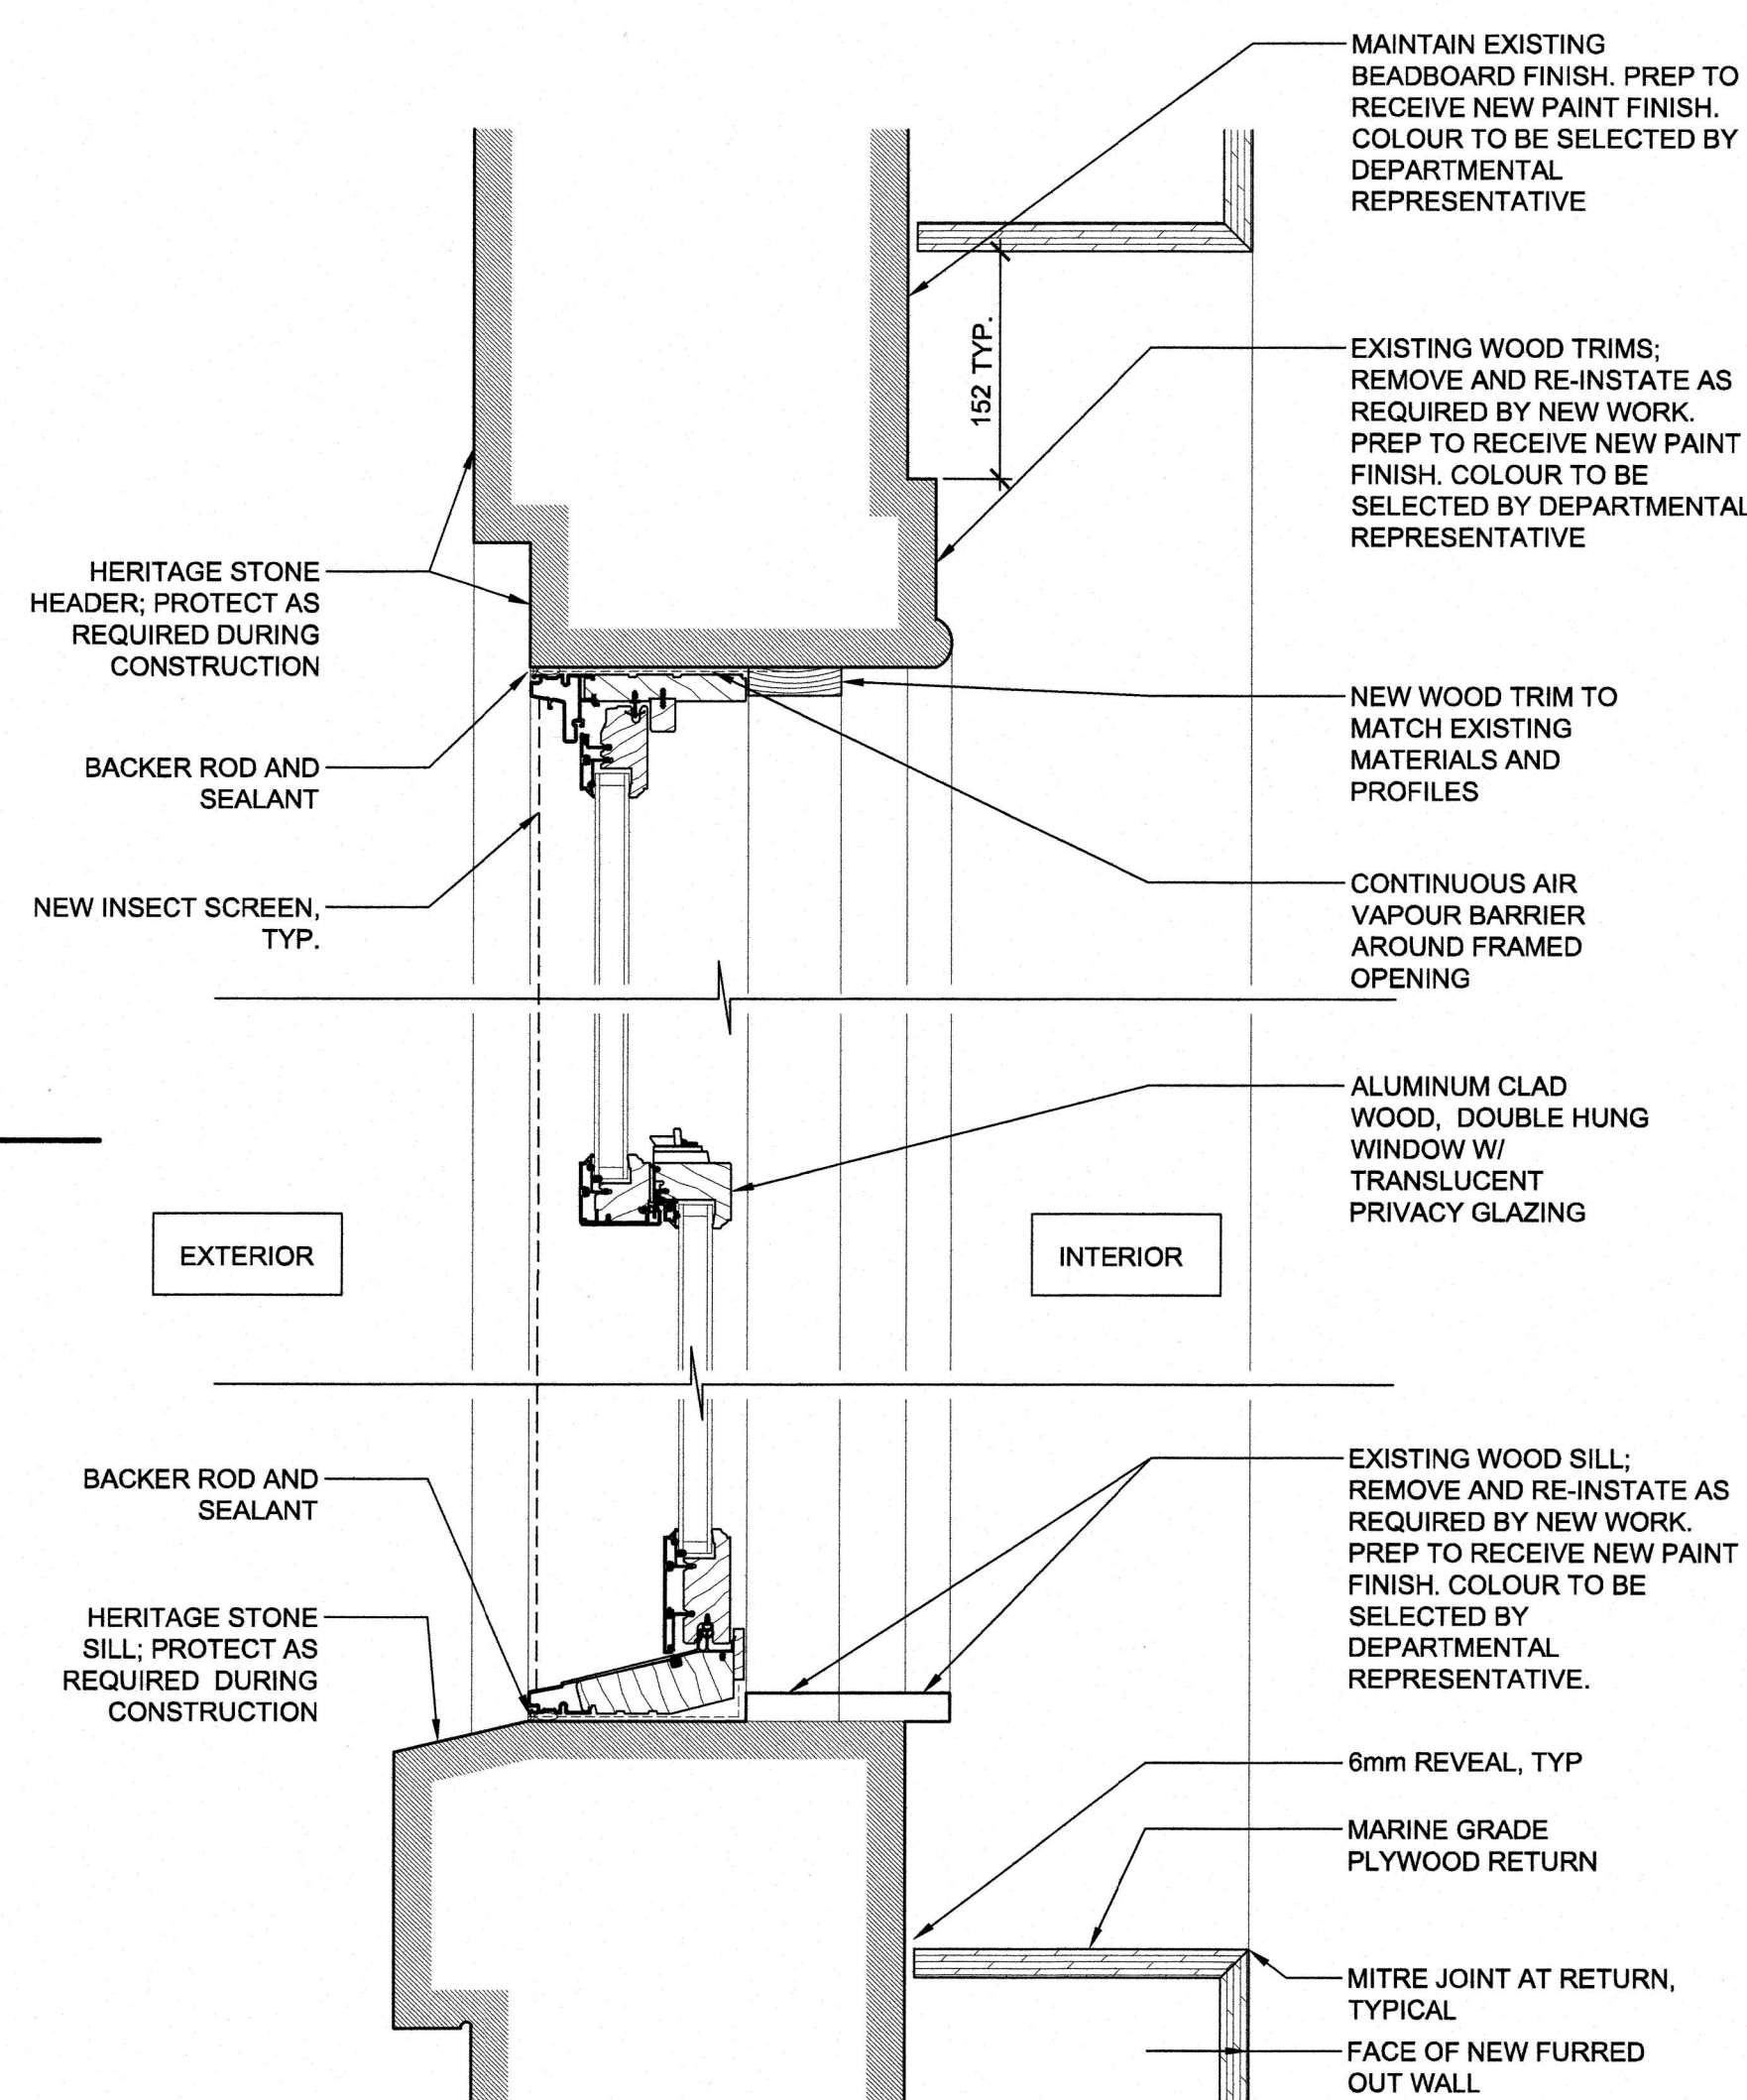 MAINTAIN EXISTING
BEADBOARD FINISH. PREP TO
RECEIVE NEW PAINT FINISH.
COLOUR TO BE SELECTED BY
DEPARTMENTAL
REPRESENTATIVE
152 TYP.
EXISTING WOOD TRIMS;
REMOVE AND RE-INSTATE AS
REQUIRED BY NEW WORK.
PREP TO RECEIVE NEW PAINT
FINISH. COLOUR TO BE
SELECTED BY DEPARTMENTAL
REPRESENTATIVE
HERITAGE STONE
HEADER; PROTECT AS
REQUIRED DURING
CONSTRUCTION
NEW WOOD TRIM TO
MATCH EXISTING
MATERIALS AND
PROFILES
BACKER ROD AND
SEALANT
CONTINUOUS AIR
VAPOUR BARRIER
AROUND FRAMED
OPENING
NEW INSECT SCREEN,
TYP.
ALUMINUM CLAD
WOOD, DOUBLE HUNG
WINDOW W/
TRANSLUCENT
PRIVACY GLAZING
EXTERIOR
INTERIOR
BACKER ROD AND
SEALANT
EXISTING WOOD SILL;
REMOVE AND RE-INSTATE AS
REQUIRED BY NEW WORK.
PREP TO RECEIVE NEW PAINT
FINISH. COLOUR TO BE
SELECTED BY
DEPARTMENTAL
REPRESENTATIVE.
HERITAGE STONE
SILL; PROTECT AS
REQUIRED DURING
CONSTRUCTION
6mm REVEAL, TYP
MARINE GRADE
PLYWOOD RETURN
MITRE JOINT AT RETURN,
TYPICAL
FACE OF NEW FURRED
OUT WALL